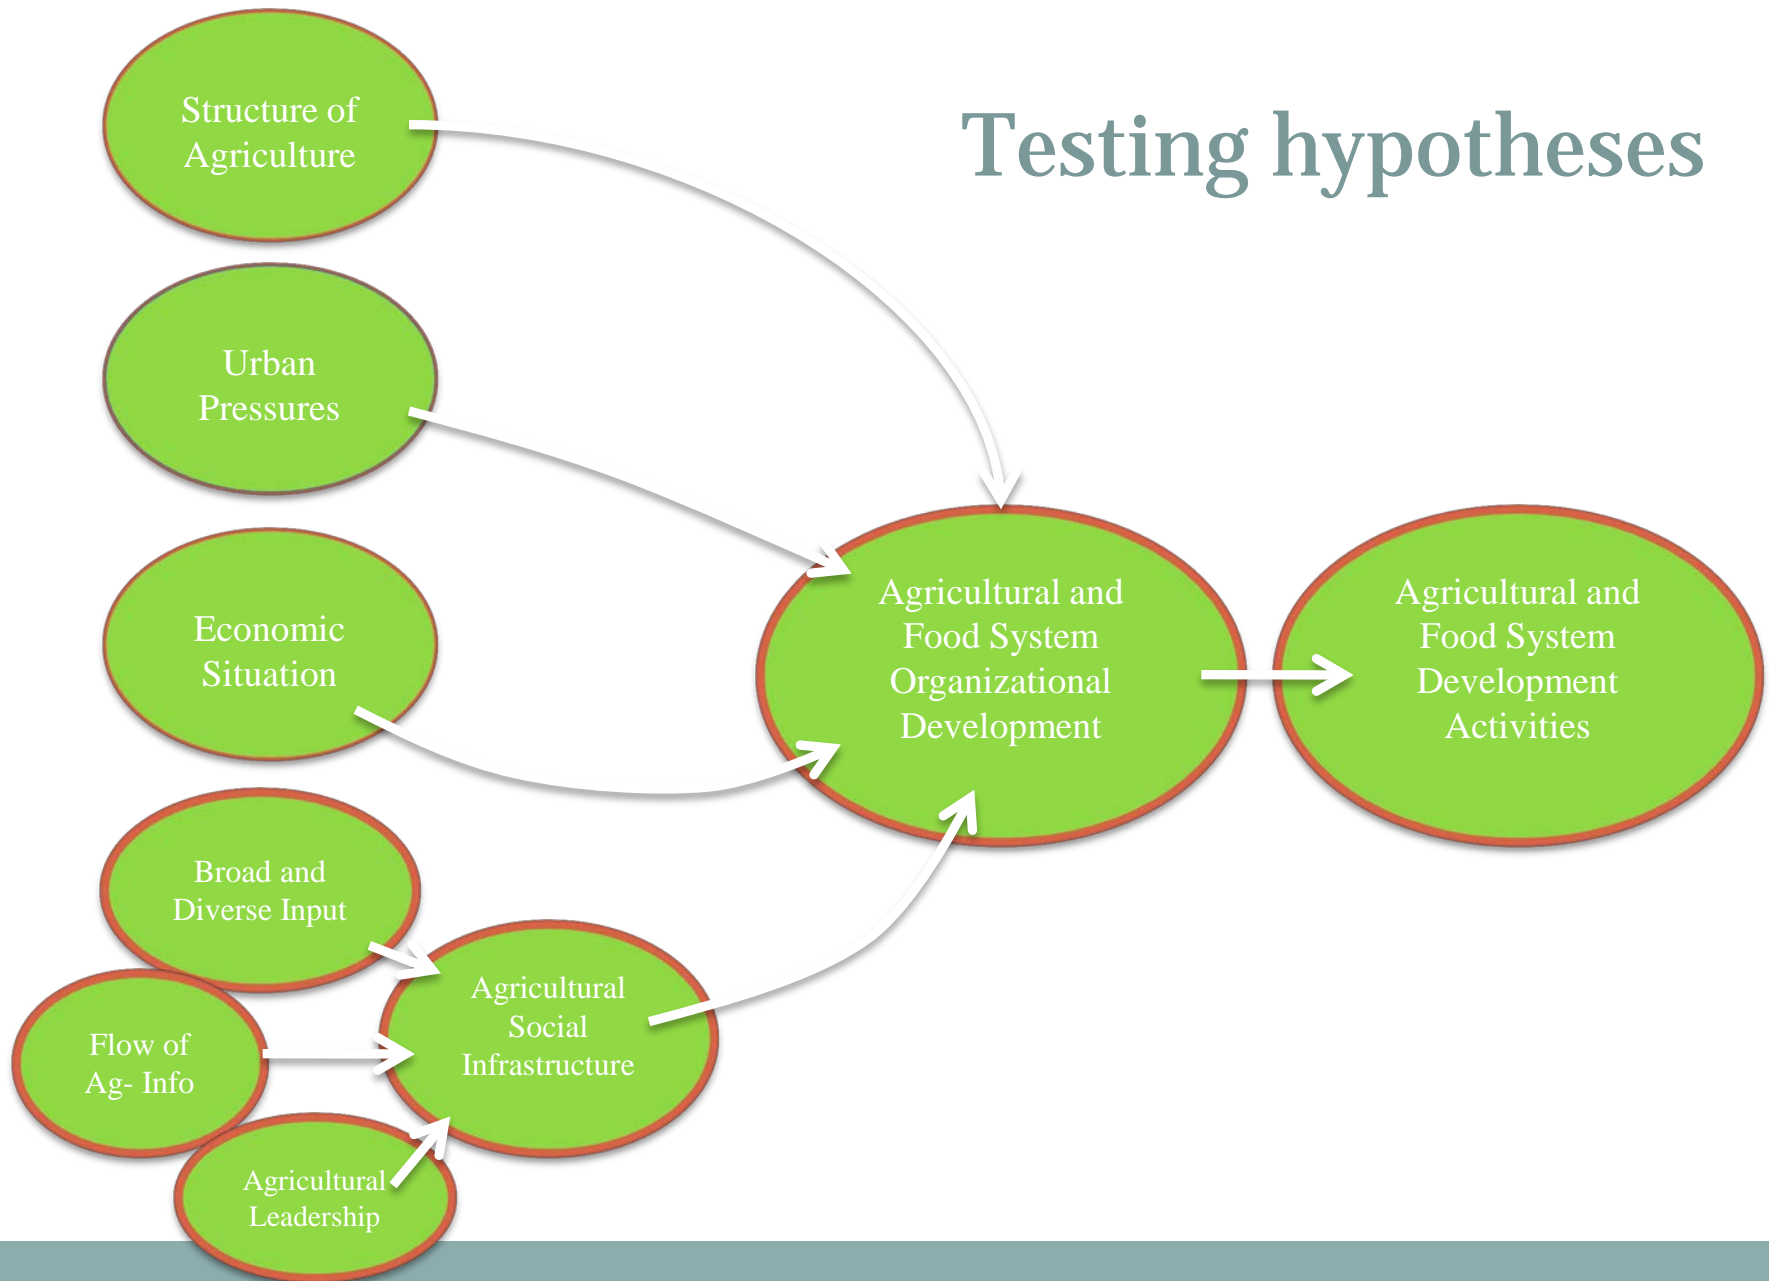 Testing hypotheses
Structure of
Agriculture
Urban
Pressures
Economic
Situation
Broad and
Diverse Input
Flow of
Ag- Info
Agricultural
Leadership
Agricultural
Social
Infrastructure
Agricultural and
Food System
Organizational
Development
Agricultural and
Food System
Development
Activities